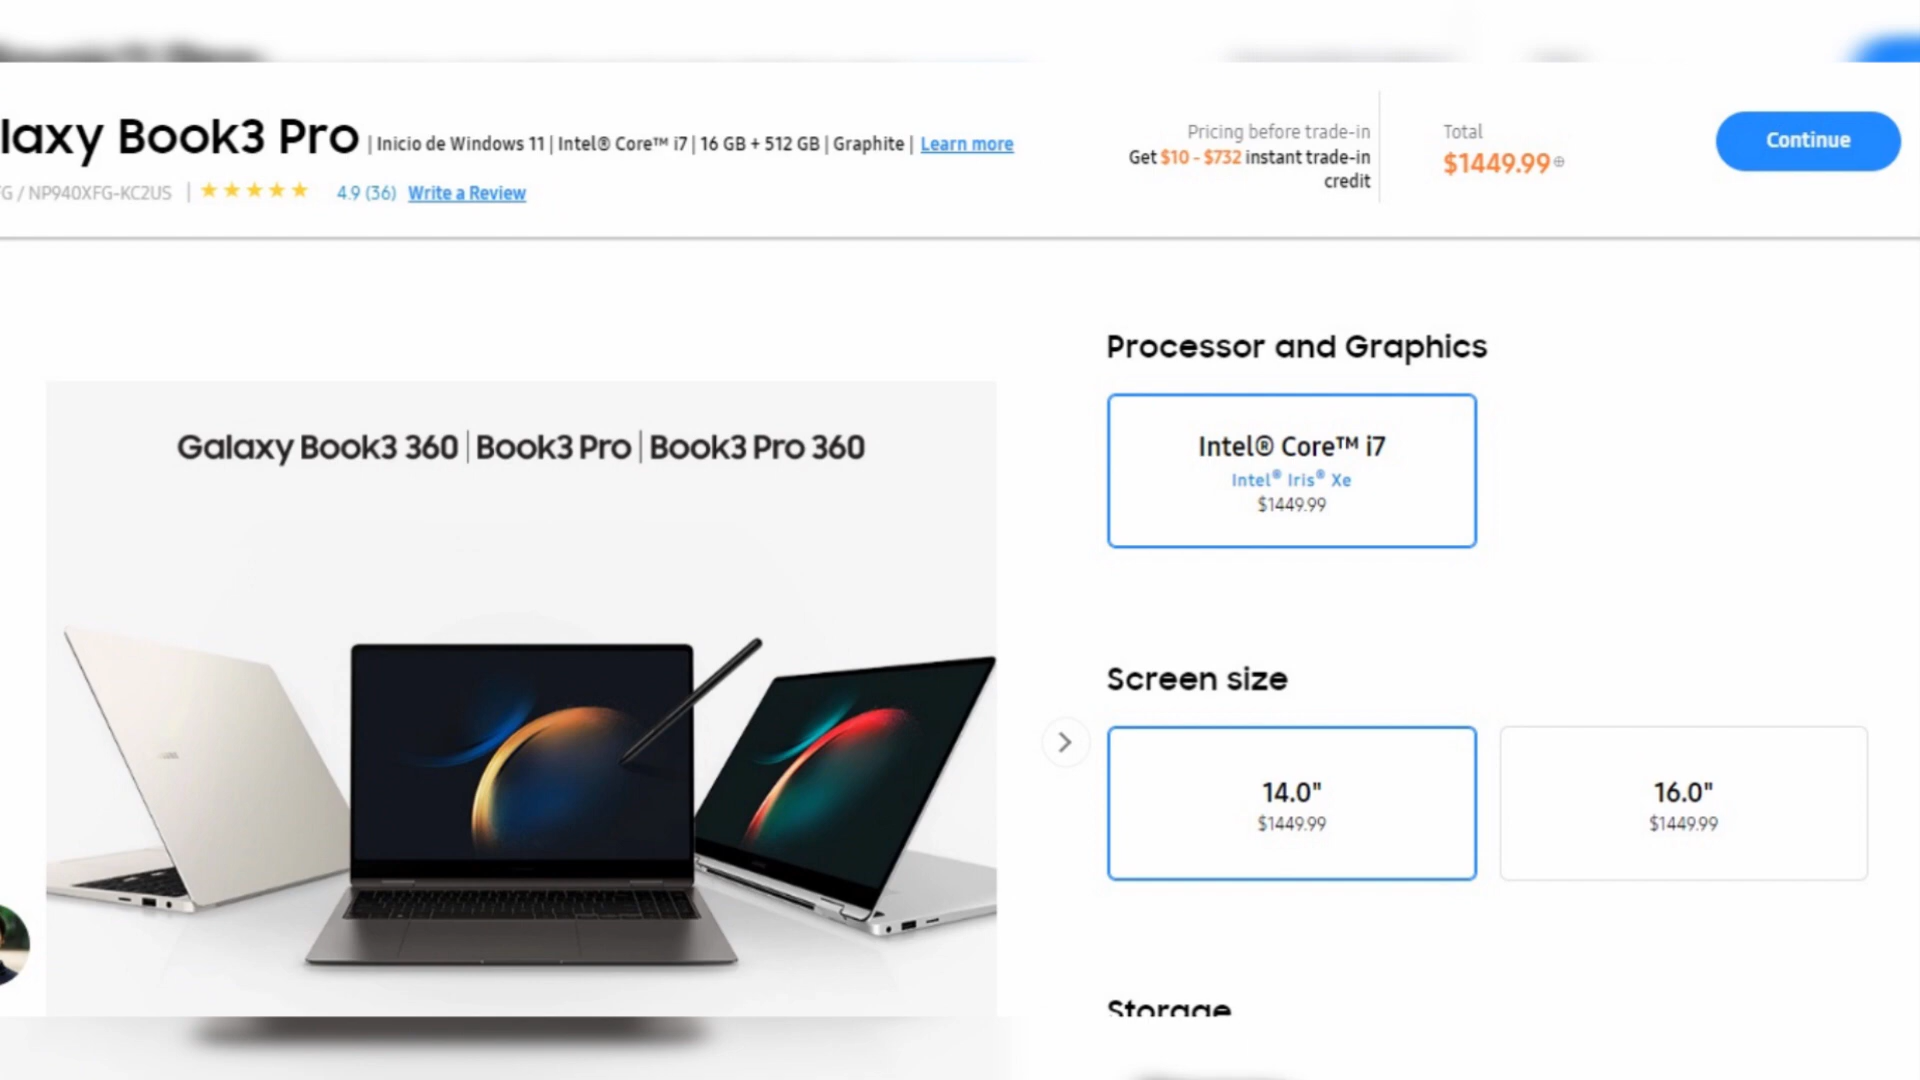 laxy Book3 Pro | Inicio de Windows 11 | Intel® Core™ i7 | 16 GB + 512 GB | Graphite | Learn more
G / NP940XFG-KC2US | ★★★★★ 4.9 (36) Write a Review
Pricing before trade-in
Get $10 - $732 instant trade-in
credit
Total
$1449.99
Continue
Galaxy Book3 360 | Book3 Pro | Book3 Pro 360
Processor and Graphics
Intel® Core™ i7
Intel® Iris® Xe
$1449.99
Screen size
14.0"
$1449.99
16.0"
$1449.99
Storage